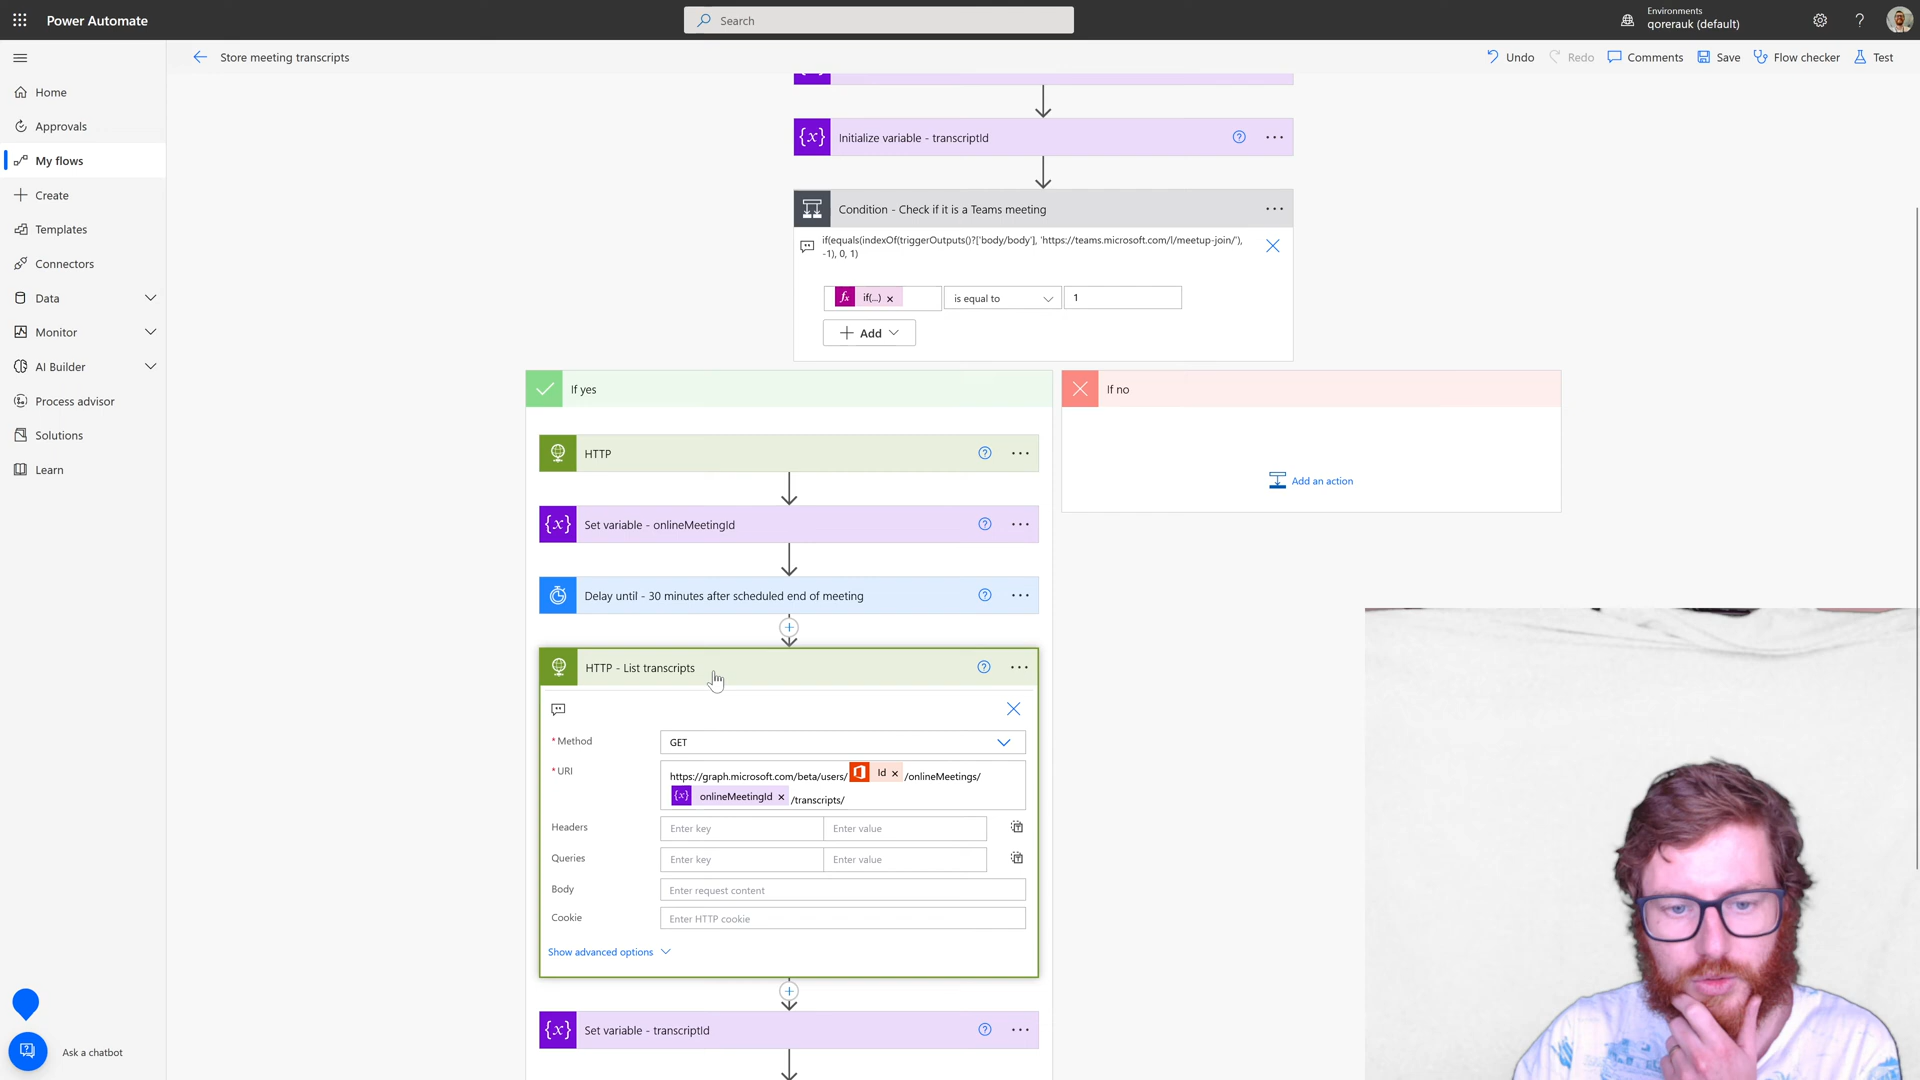 Power Automate
Search
Environments
qorerauk (default)
Store meeting transcripts
Undo
Redo
Comments
Save
Flow checker
Test
Home
Approvals
My flows
Create
Templates
Connectors
Data
Monitor
AI Builder
Process advisor
Solutions
Learn
Ask a chatbot
{x} Initialize variable - transcriptId
Condition - Check if it is a Teams meeting
if(equals(indexOf(triggerOutputs()?['body/body'], 'https://teams.microsoft.com/l/meetup-join/'),
-1), 0, 1)
fx if(...) × is equal to 1
Add
If yes
If no
Add an action
HTTP
{x} Set variable - onlineMeetingId
Delay until - 30 minutes after scheduled end of meeting
HTTP - List transcripts
* Method GET
* URI https://graph.microsoft.com/beta/users/ Id × /onlineMeetings/
{x} onlineMeetingId × /transcripts/
Headers Enter key Enter value
Queries Enter key Enter value
Body Enter request content
Cookie Enter HTTP cookie
Show advanced options
{x} Set variable - transcriptId